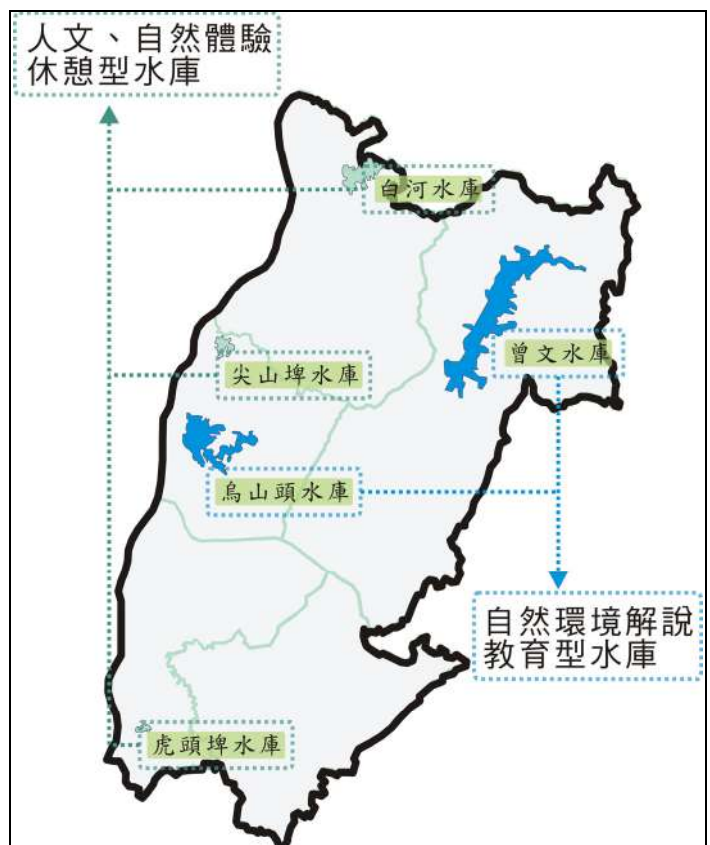 人文、自然體驗
休憩型水庫
白河水庫
曾文水庫
尖山埤水庫
烏山頭水庫
自然環境解說
教育型水庫
虎頭埤水庫